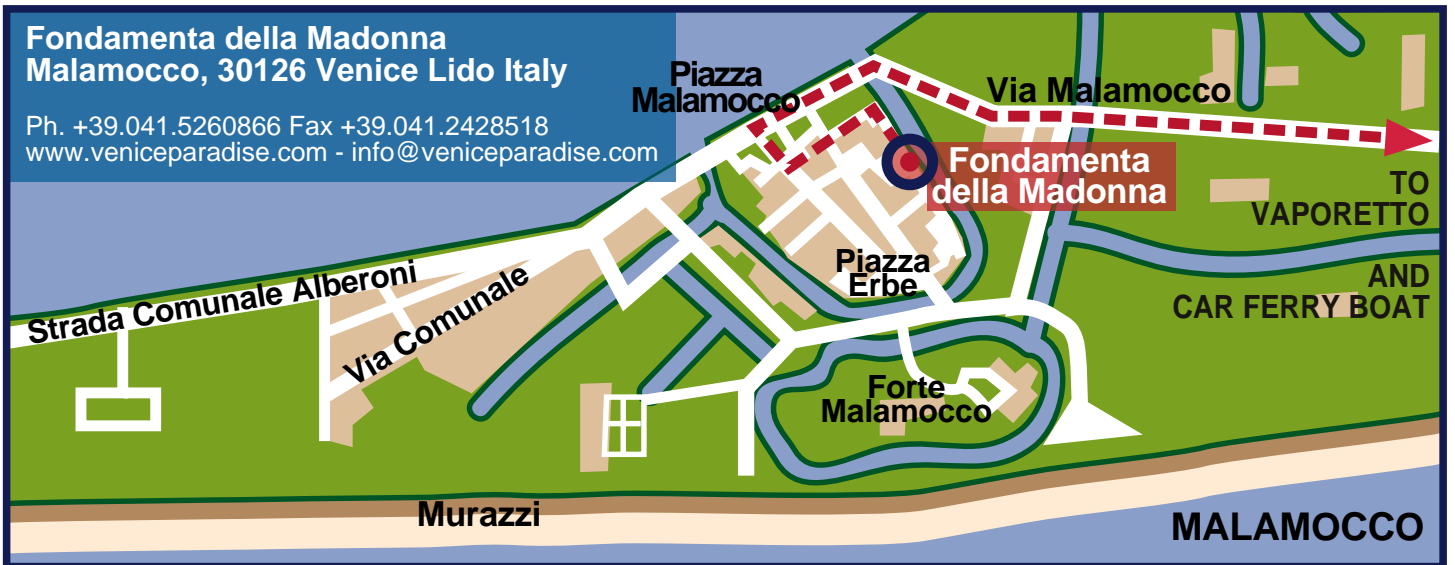 Fondamenta della Madonna
Malamocco, 30126 Venice Lido Italy
Ph. +39.041.5260866 Fax +39.041.2428518
www.veniceparadise.com - info@veniceparadise.com
Piazza
Malamocco
Via Malamocco
Fondamenta
della Madonna
TO
VAPORETTO
AND
CAR FERRY BOAT
Piazza
Erbe
Strada Comunale Alberoni
Via Comunale
Forte
Malamocco
Murazzi
MALAMOCCO